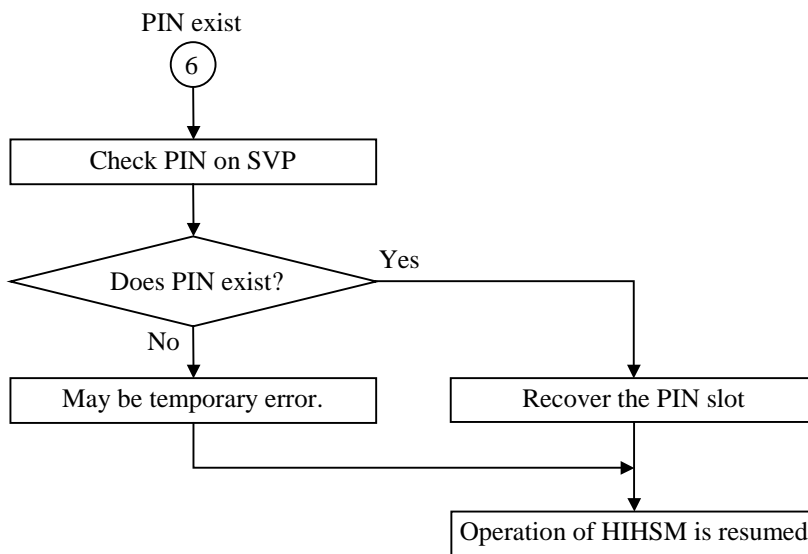 PIN exist
6
Check PIN on SVP
Does PIN exist?
Yes
No
May be temporary error.
Recover the PIN slot
Operation of HIHSM is resumed